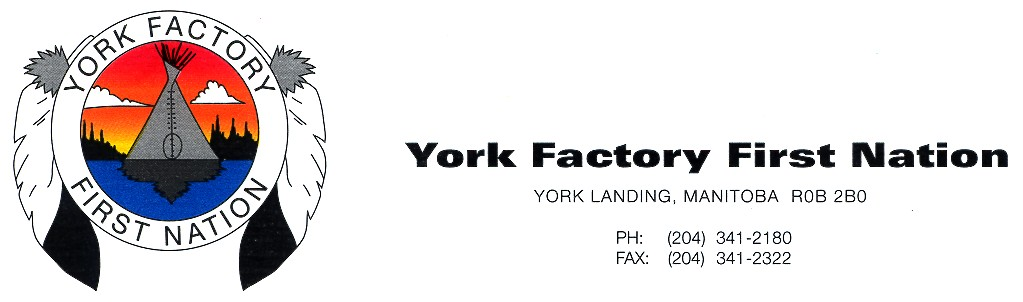 YORK FACTORY
FIRST NATION
York Factory First Nation
YORK LANDING, MANITOBA R0B 2B0
PH: (204) 341-2180
FAX: (204) 341-2322